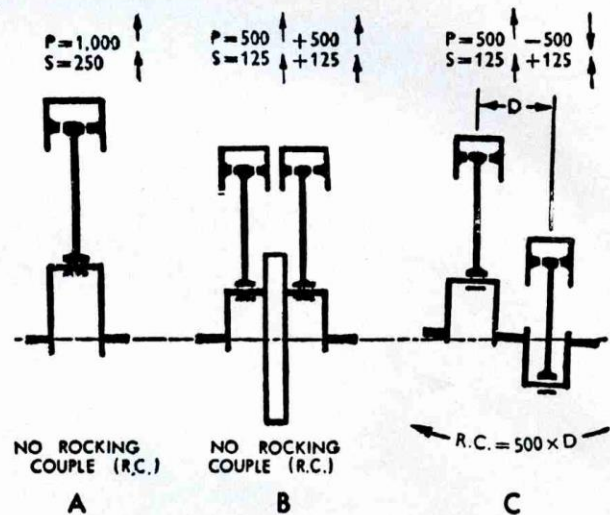 P=1,000
S=250
P=500 +500
S=125 +125
P=500 -500
S=125 +125
D
NO ROCKING
COUPLE (R.C.)
NO ROCKING
COUPLE (R.C.)
R.C.=500×D
A
B
C